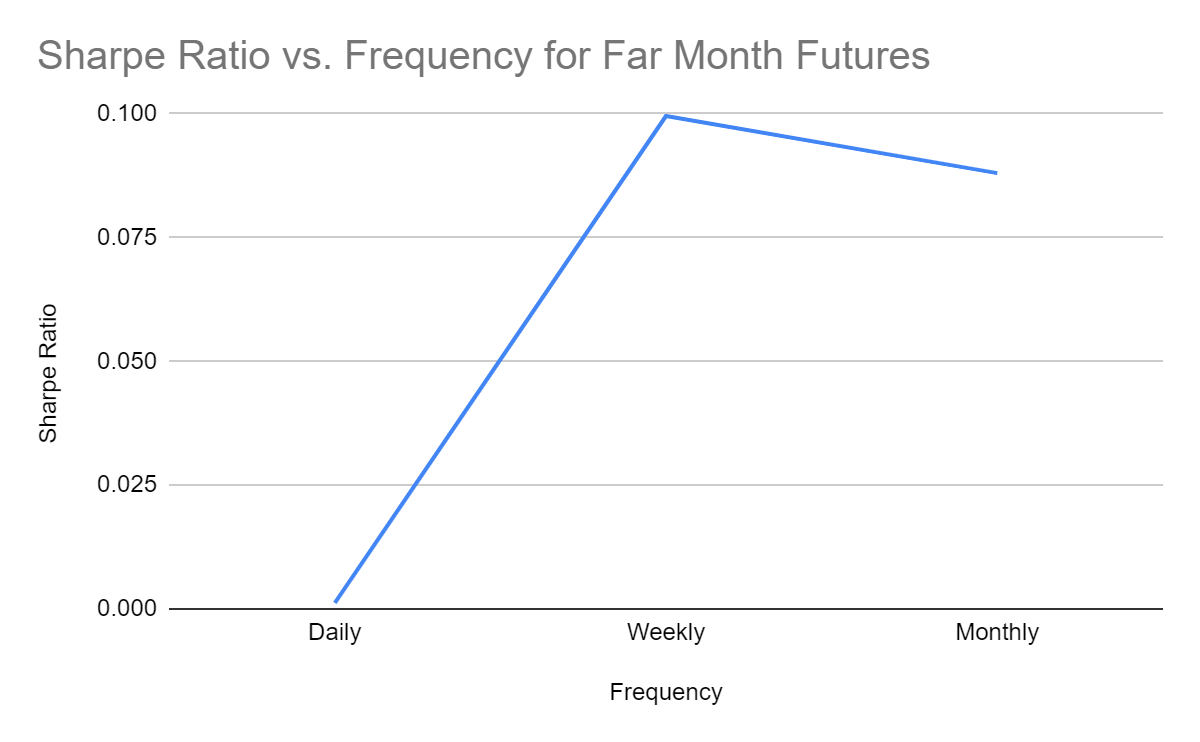 Sharpe Ratio vs. Frequency for Far Month Futures
0.100
0.075
0.050
0.025
0.000
Sharpe Ratio
Daily Weekly Monthly
Frequency